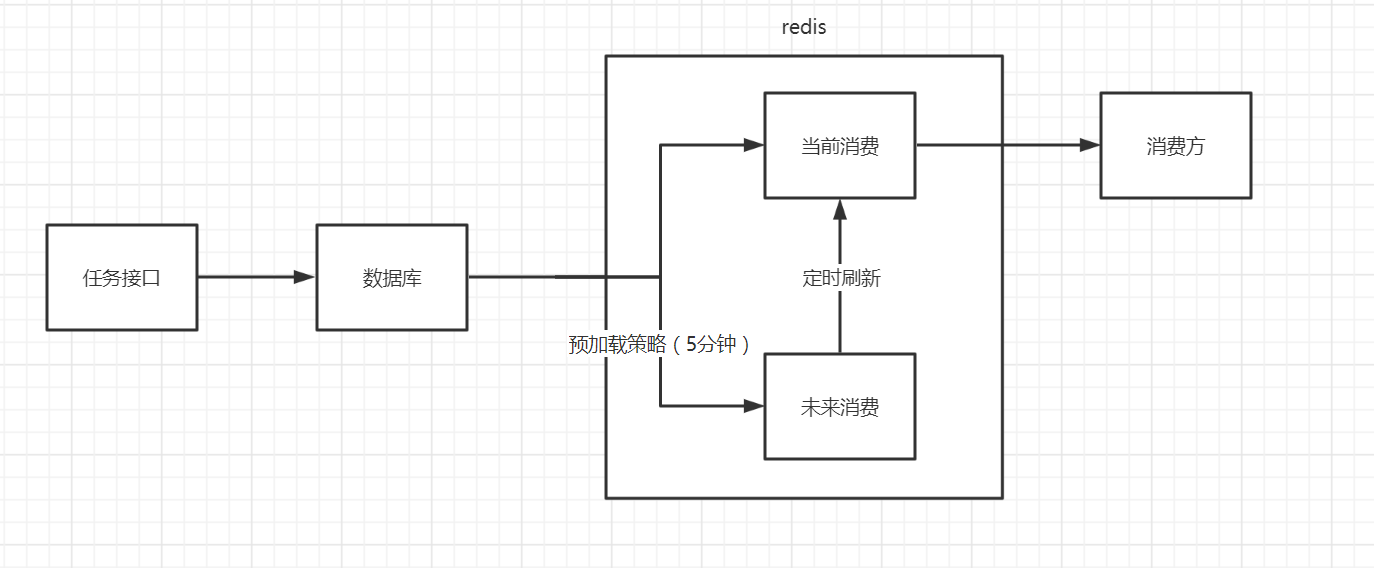 redis
当前消费
消费方
任务接口
数据库
定时刷新
预加载策略（5分钟）
未来消费